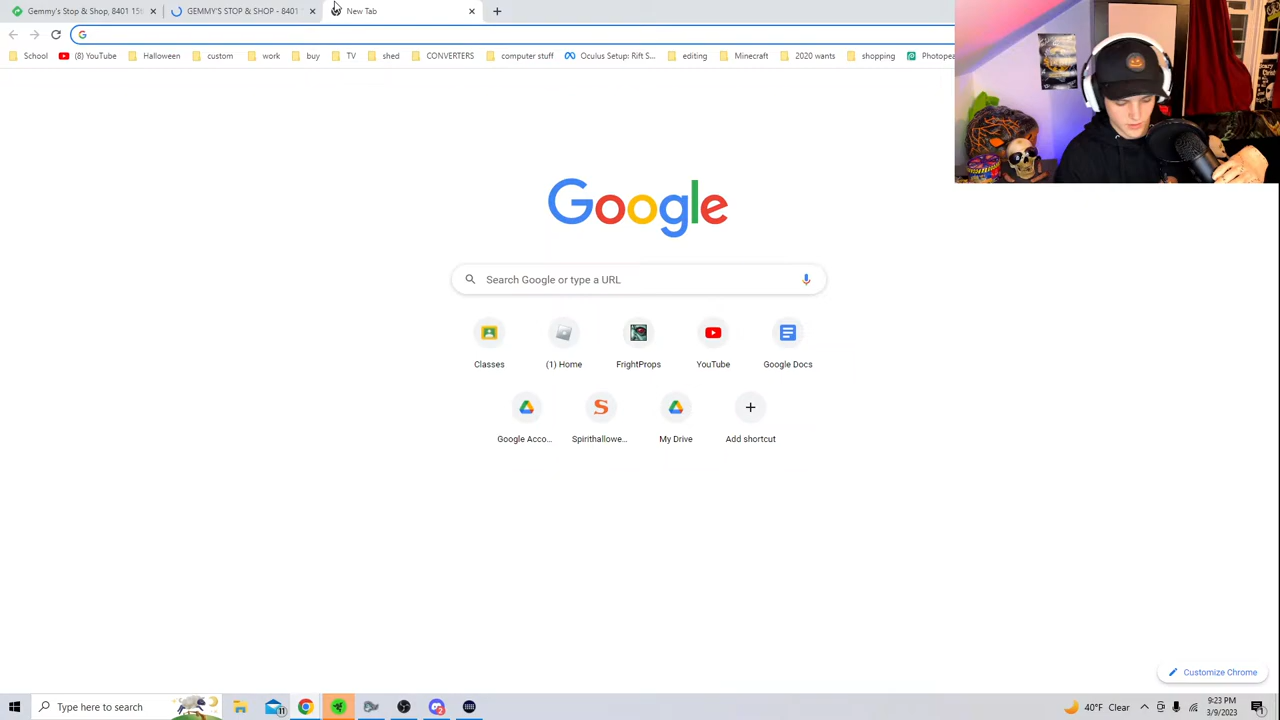 Gemmy's Stop & Shop, 8401 15t
GEMMY'S STOP & SHOP - 8401
New Tab
School
(8) YouTube
Halloween
custom
work
buy
TV
shed
CONVERTERS
computer stuff
Oculus Setup: Rift S...
editing
Minecraft
2020 wants
shopping
Photopea
Google
Search Google or type a URL
Classes
(1) Home
FrightProps
YouTube
Google Docs
Google Acco...
Spirithallowe...
My Drive
Add shortcut
Customize Chrome
Type here to search
11
40°F Clear
9:23 PM
3/9/2023